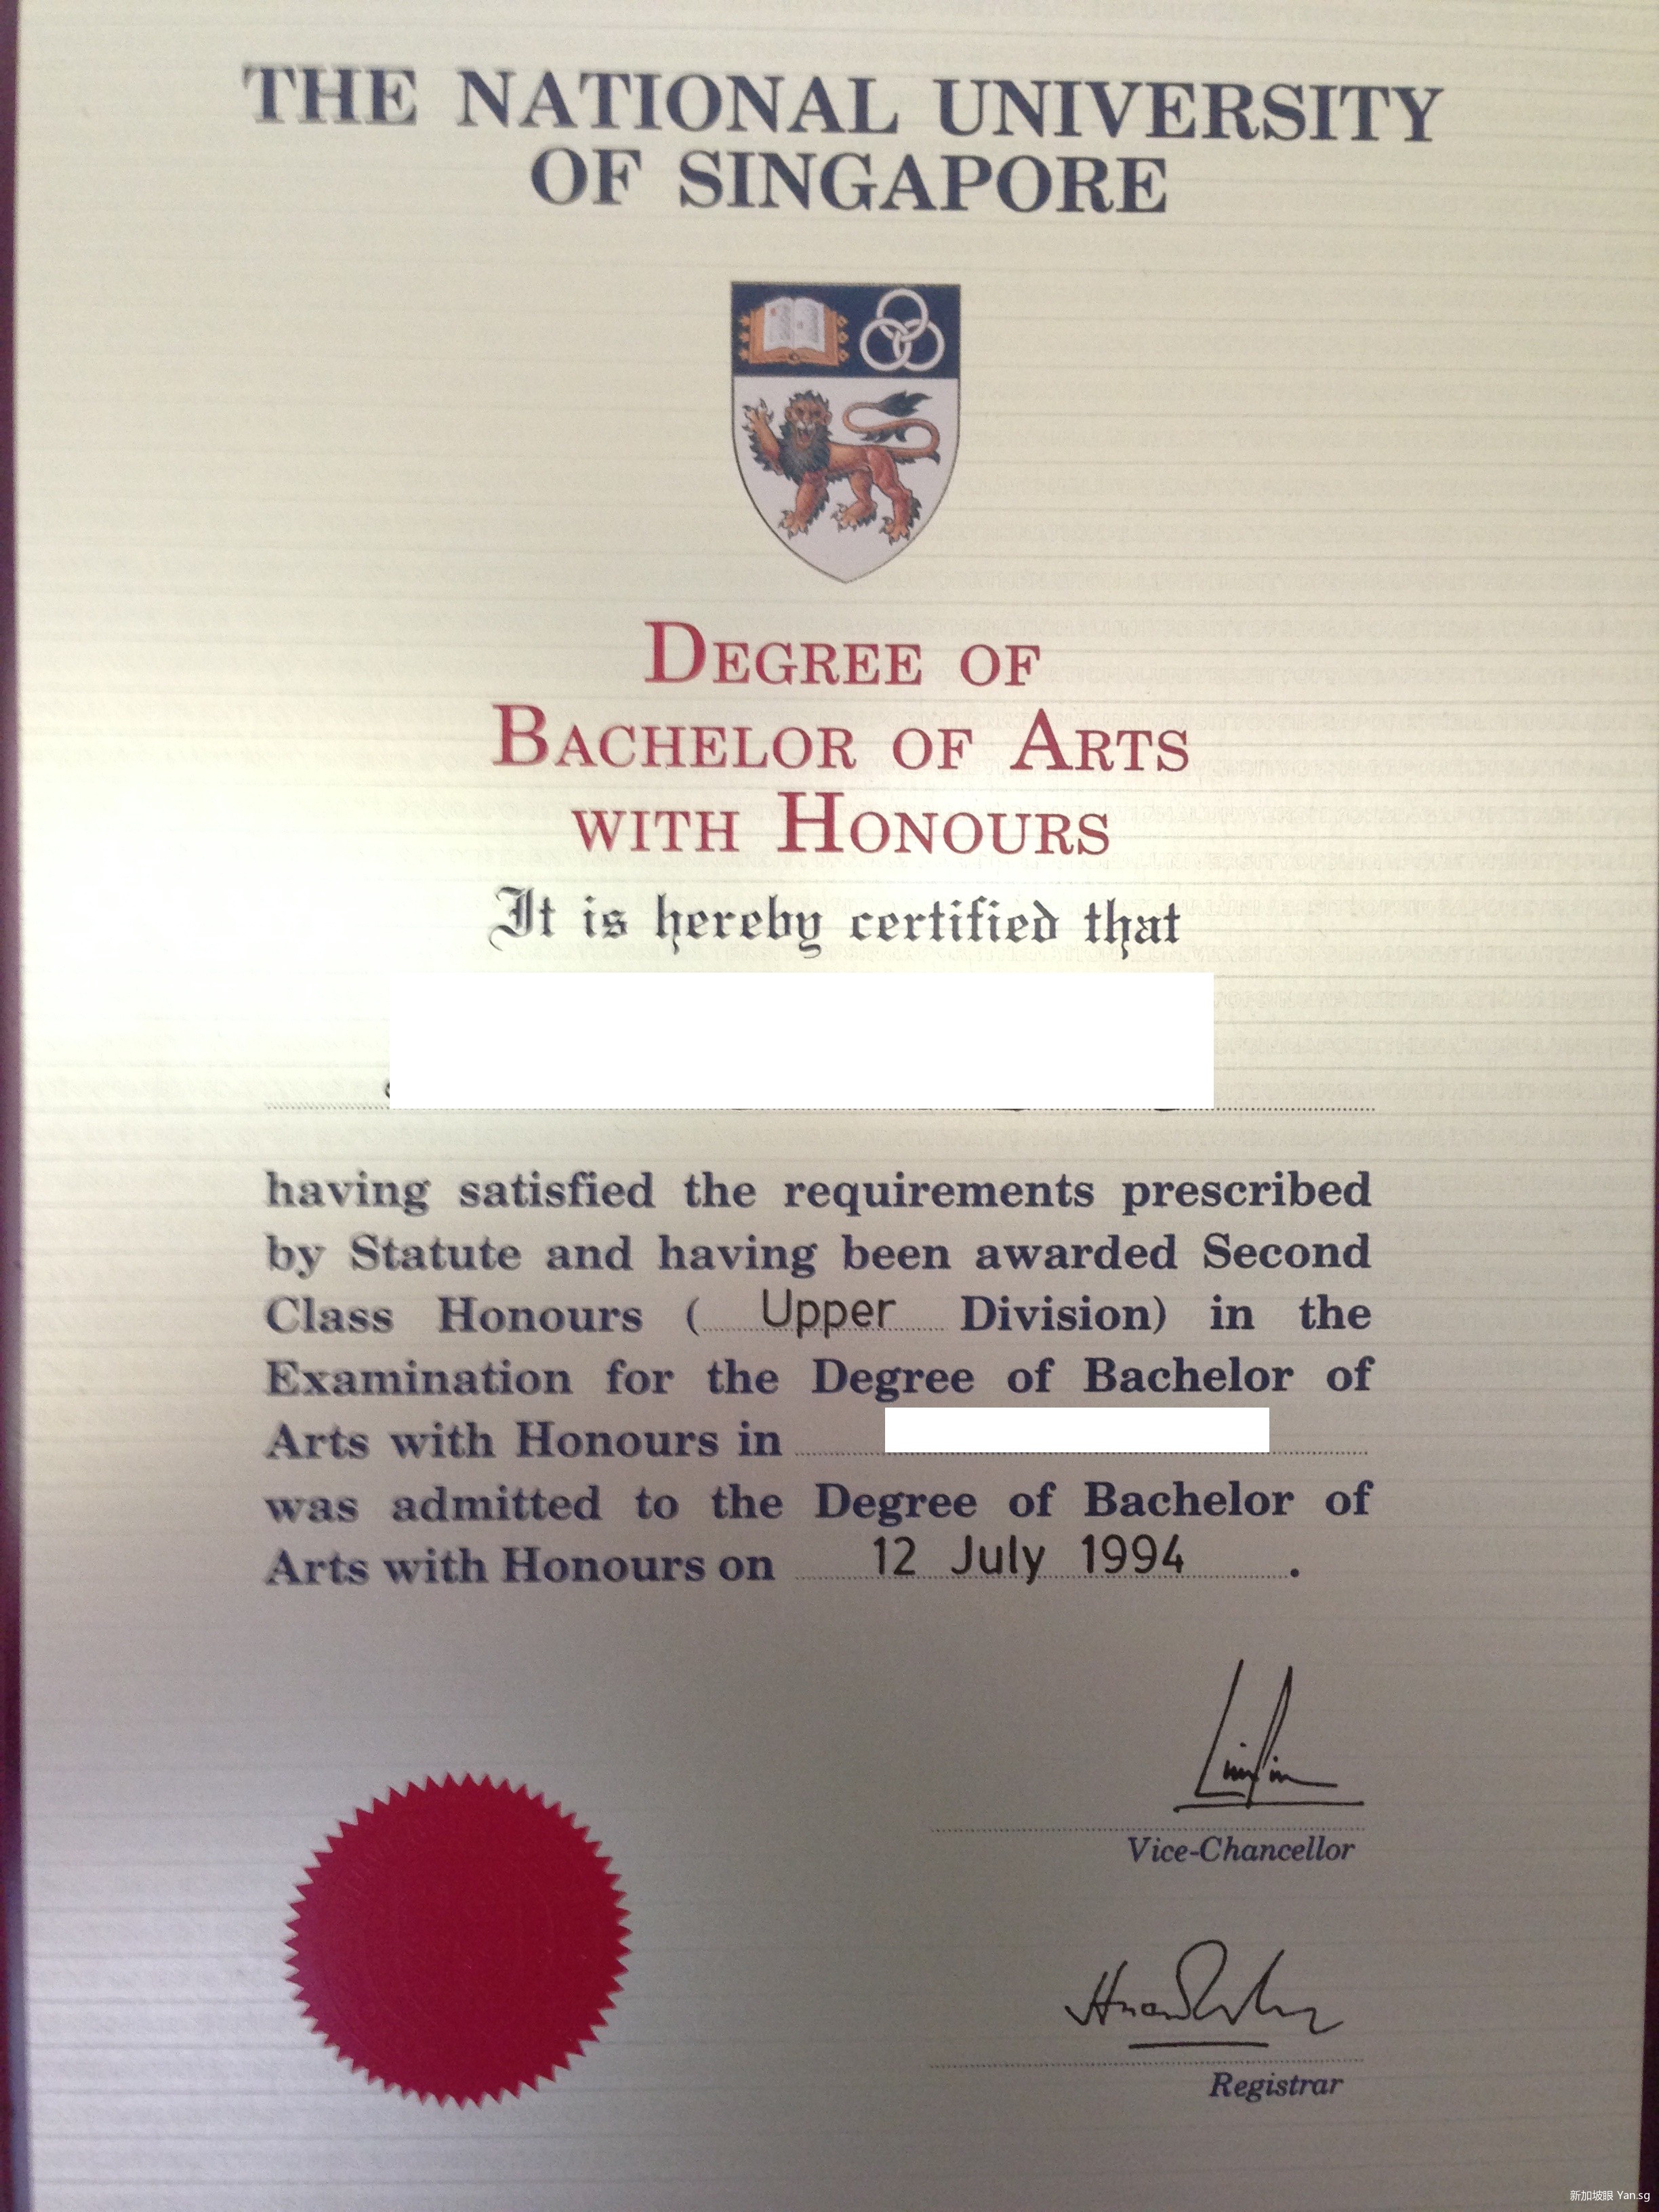 THE NATIONAL UNIVERSITY
OF SINGAPORE
DEGREE OF
BACHELOR OF ARTS
WITH HONOURS
It is hereby certified that
having satisfied the requirements prescribed
by Statute and having been awarded Second
Class Honours ( Upper Division) in the
Examination for the Degree of Bachelor of
Arts with Honours in
was admitted to the Degree of Bachelor of
Arts with Honours on 12 July 1994 .
Vice-Chancellor
Registrar
新加坡眼 Yan.sg